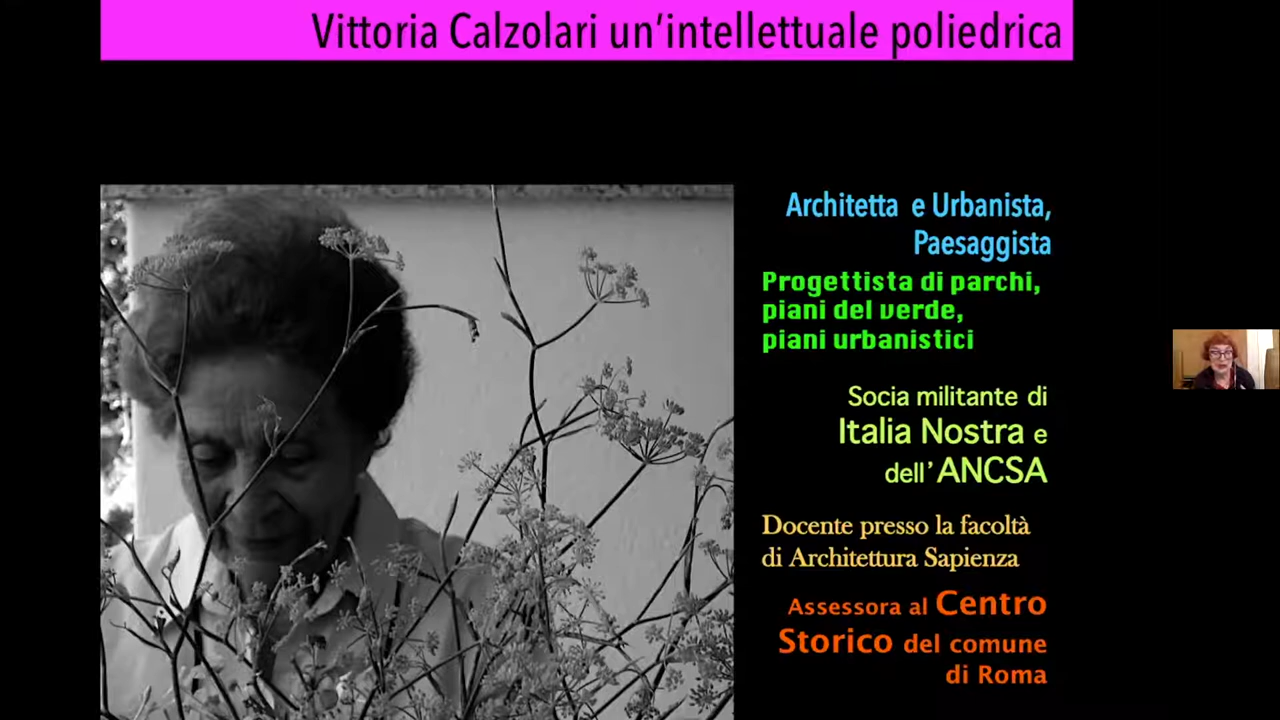 Vittoria Calzolari un'intellettuale poliedrica
Architetta e Urbanista,
Paesaggista
Progettista di parchi,
piani del verde,
piani urbanistici
Socia militante di
Italia Nostra e
dell'ANCSA
Docente presso la facoltà
di Architettura Sapienza
Assessora al Centro
Storico del comune
di Roma